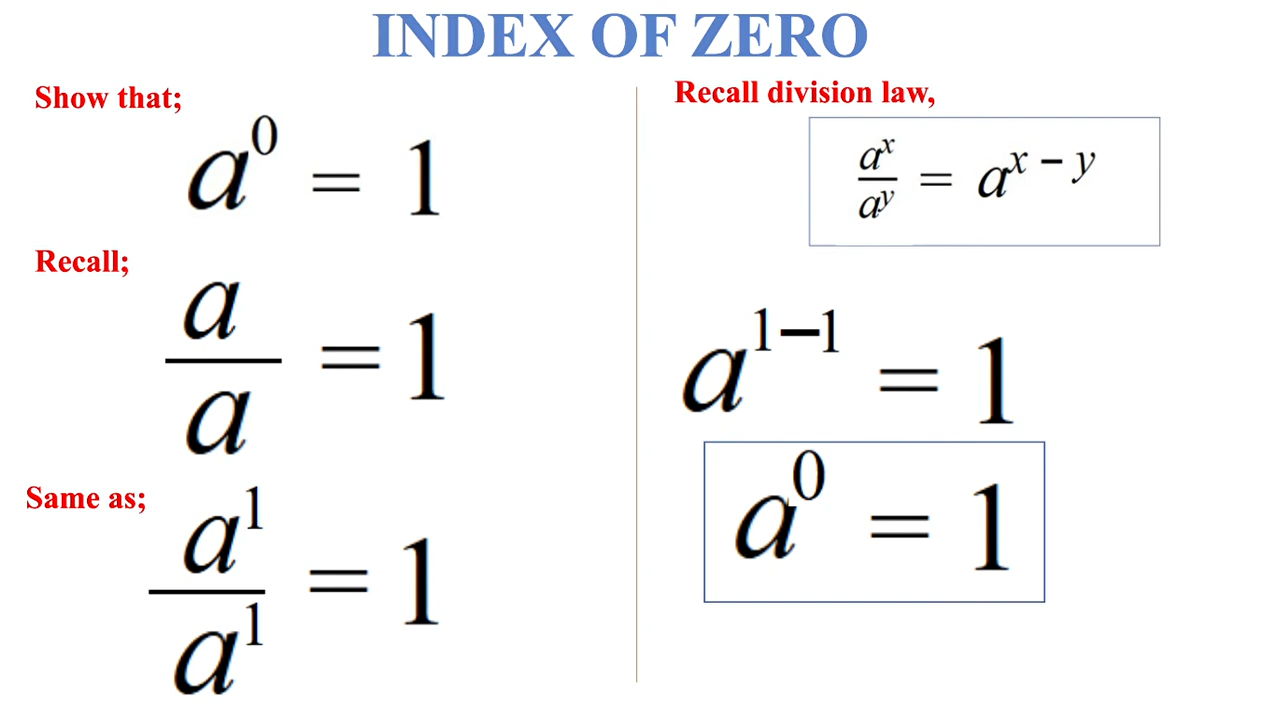 INDEX OF ZERO
Show that;
a⁰ = 1
Recall;
a/a = 1
Same as;
a¹/a¹ = 1
Recall division law,
aˣ/aʸ = aˣ⁻ʸ
a¹⁻¹ = 1
a⁰ = 1